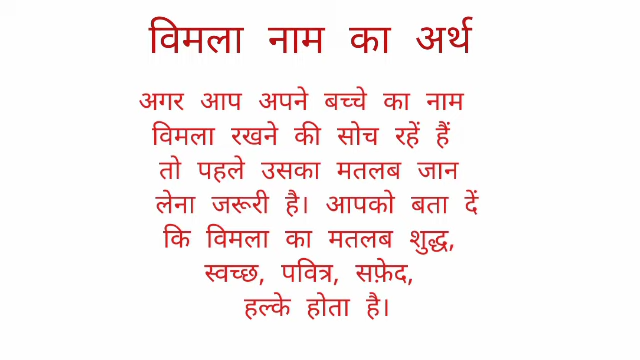 विमला नाम का अर्थ
अगर आप अपने बच्चे का नाम
विमला रखने की सोच रहें हैं
तो पहले उसका मतलब जान
लेना जरूरी है। आपको बता दें
कि विमला का मतलब शुद्ध,
स्वच्छ, पवित्र, सफ़ेद,
हल्के होता है।